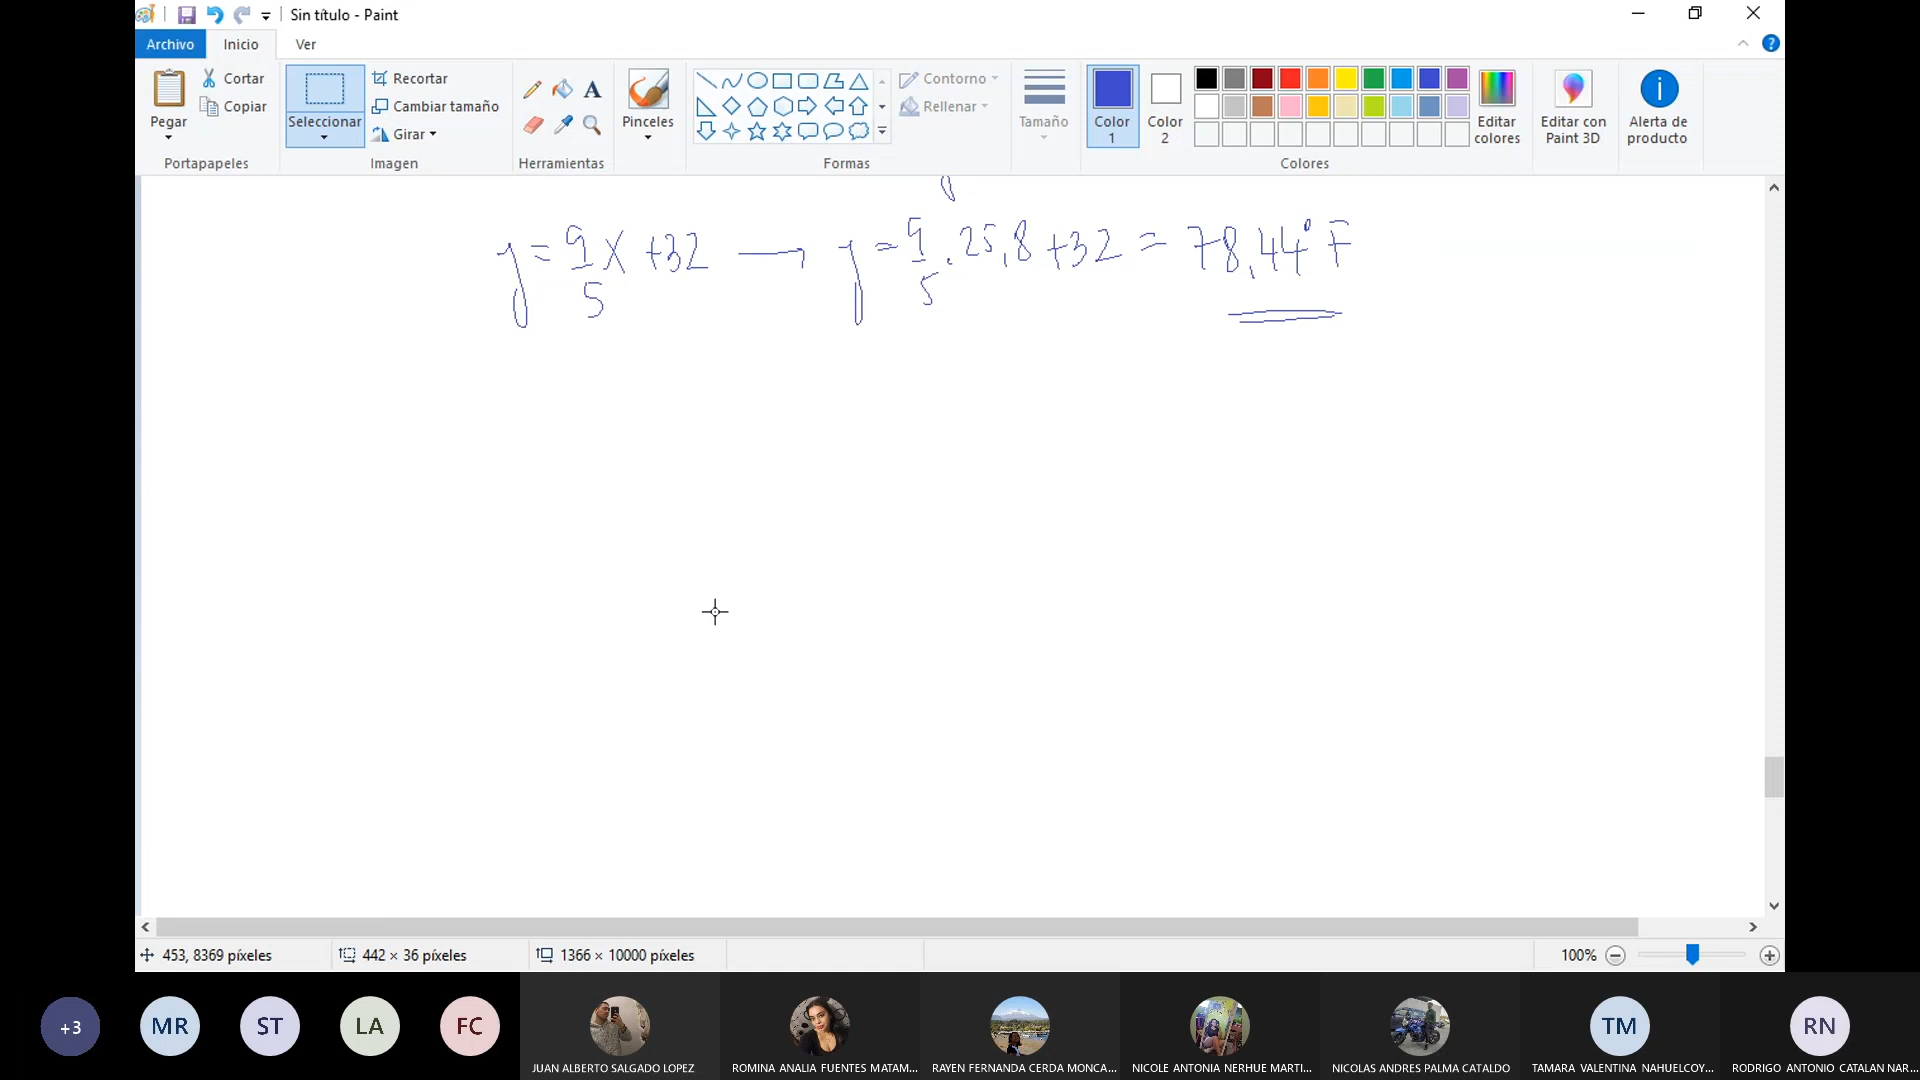 Sin título - Paint
Archivo Inicio Ver
Pegar Cortar Copiar Portapapeles
Seleccionar Recortar Cambiar tamaño Girar Imagen
A Herramientas
Pinceles
Formas Contorno Rellenar
Tamaño
Color 1 Color 2 Editar colores Colores
Editar con Paint 3D
Alerta de producto
y = 9/5 X + 32 → y = 9/5 . 25,8 + 32 = 78,44° F
453, 8369 píxeles 442 × 36 píxeles 1366 × 10000 píxeles 100%
+3 MR ST LA FC TM RN
JUAN ALBERTO SALGADO LOPEZ ROMINA ANALIA FUENTES MATAM... RAYEN FERNANDA CERDA MONCA... NICOLE ANTONIA NERHUE MARTI... NICOLAS ANDRES PALMA CATALDO TAMARA VALENTINA NAHUELCOY... RODRIGO ANTONIO CATALAN NAR...